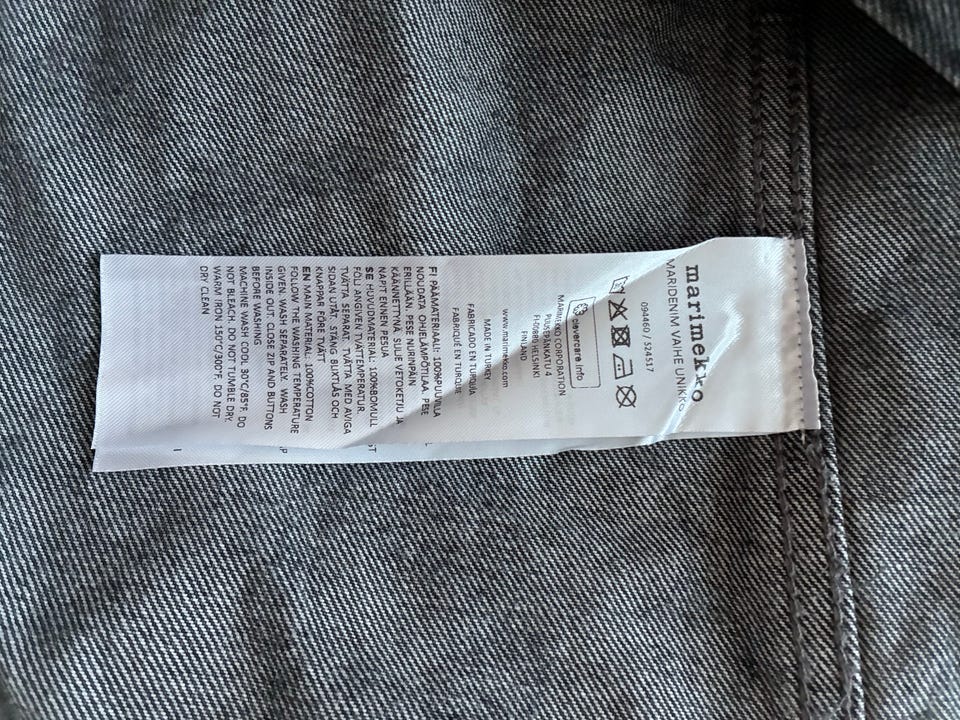 marimekko
MARIDENIM VAIHE UNIKKO
094460 / 524517
clevercare.info
MARIMEKKO CORPORATION
PUUSEPÄNKATU 4
FI-00880 HELSINKI
FINLAND
www.marimekko.com
MADE IN TURKEY
FABRICADO EN TURQUIA
FABRIQUÉ EN TURQUIE
FI PÄÄMATERIAALI: 100%PUUVILLA
NOUDATA OHJELÄMPÖTILAA. PESE
ERILLÄÄN. PESE NURINPÄIN
KÄÄNNETTYNÄ. SULJE VETOKETJU JA
NAPIT ENNEN PESUA
SE HUVUDMATERIAL: 100%BOMULL
FÖLJ ANGIVEN TVÄTTEMPERATUR.
TVÄTTA SEPARAT. TVÄTTA MED AVIGA
SIDAN UTÅT. STÄNG BLIXTLÅS OCH
KNAPPAR FÖRE TVÄTT
EN MAIN MATERIAL: 100%COTTON
FOLLOW THE WASHING TEMPERATURE
GIVEN. WASH SEPARATELY. WASH
INSIDE OUT. CLOSE ZIP AND BUTTONS
BEFORE WASHING
MACHINE WASH COOL 30°C/85°F. DO
NOT BLEACH. DO NOT TUMBLE DRY.
WARM IRON 150°C/300°F. DO NOT
DRY CLEAN